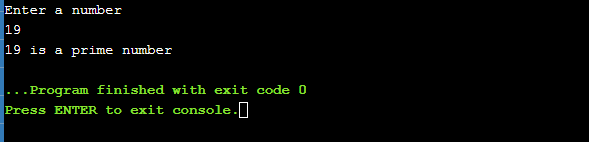 Enter a number
19
19 is a prime number
...Program finished with exit code 0
Press ENTER to exit console.